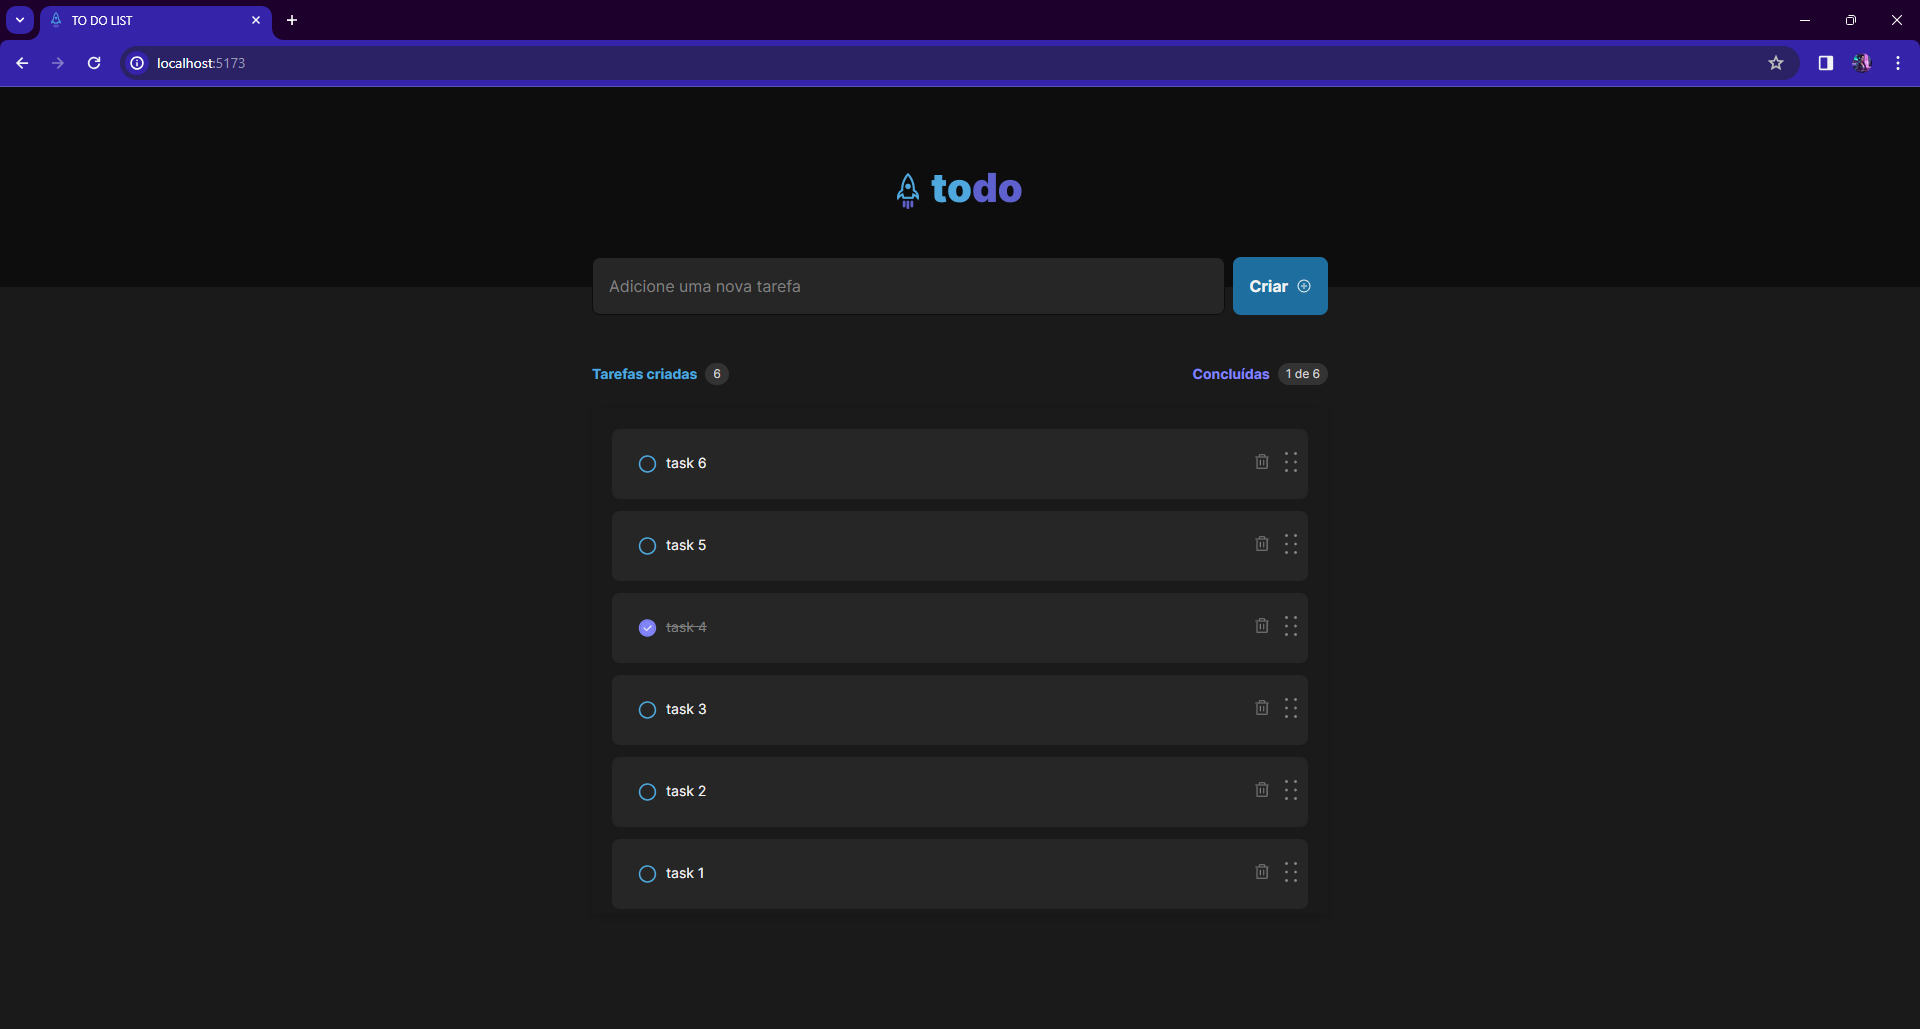 TO DO LIST
localhost:5173
todo
Adicione uma nova tarefa
Criar
Tarefas criadas 6
Concluídas 1 de 6
task 6
task 5
task 4
task 3
task 2
task 1